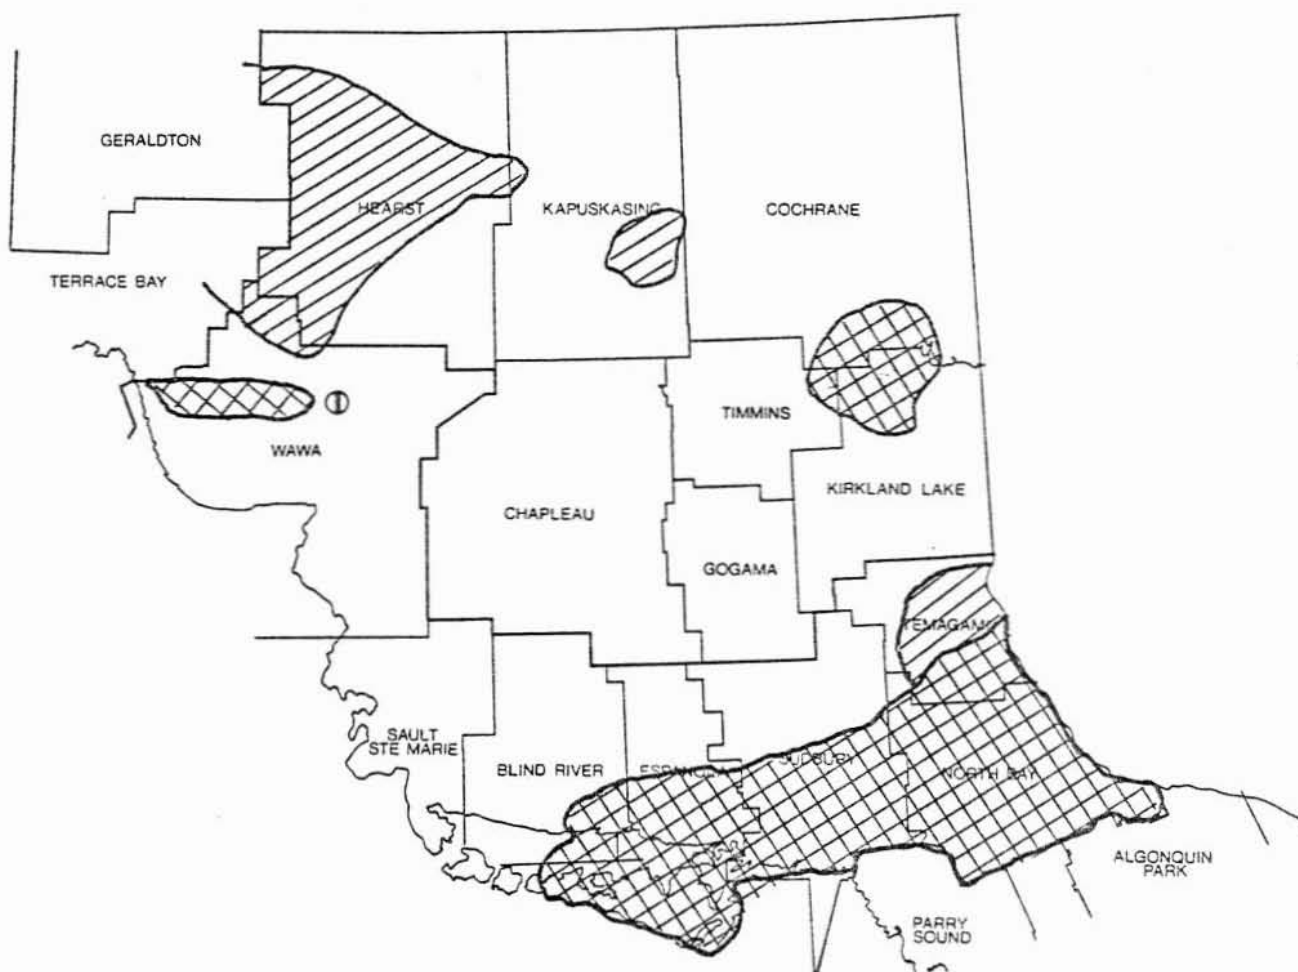 GERALDTON
HEARST
KAPUSKASING
COCHRANE
TERRACE BAY
TIMMINS
WAWA
KIRKLAND LAKE
CHAPLEAU
GOGAMA
TEMAGAMI
SAULT
STE MARIE
BLIND RIVER
ESPANOLA
SUDBURY
NORTH BAY
ALGONQUIN
PARK
PARRY
SOUND